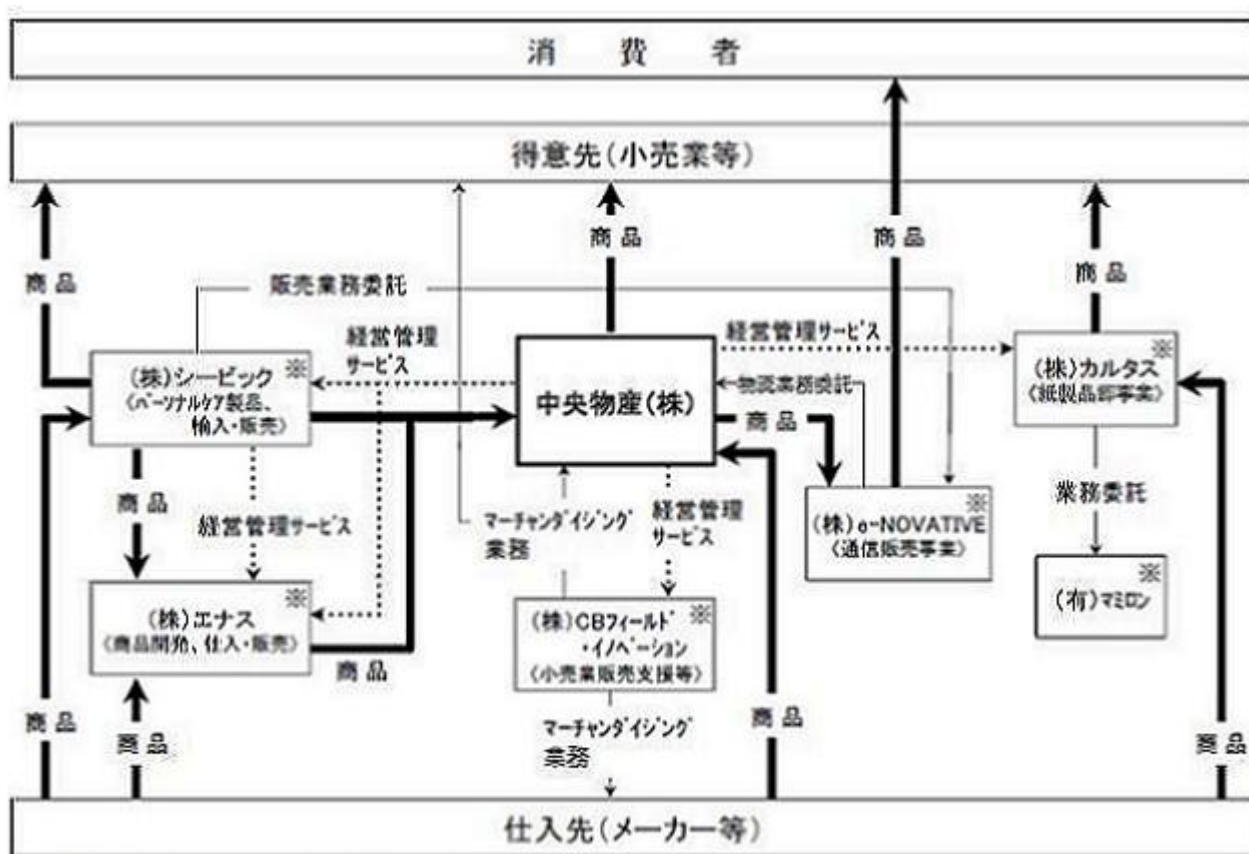 消 費 者
得意先(小売業等)
商 品
商 品
商 品
商 品
販売業務委託
経営管理
サービス
経営管理サービス
(株)シービック
※
〈パーソナルケア製品、
輸入・販売〉
中央物産(株)
物流業務委託
商 品
(株)カルタス
※
〈紙製品卸事業〉
商 品
経営管理サービス
マーチャンダイジング
業務
経営管理
サービス
(株)e-NOVATIVE
※
〈通信販売事業〉
業務委託
(株)エナス
※
〈商品開発、仕入・販売〉
商 品
(株)CBフィールド
※
・イノベーション
〈小売業販売支援等〉
(有)マミロン
※
商 品
商 品
マーチャンダイジング
業務
商 品
商 品
仕入先(メーカー等)